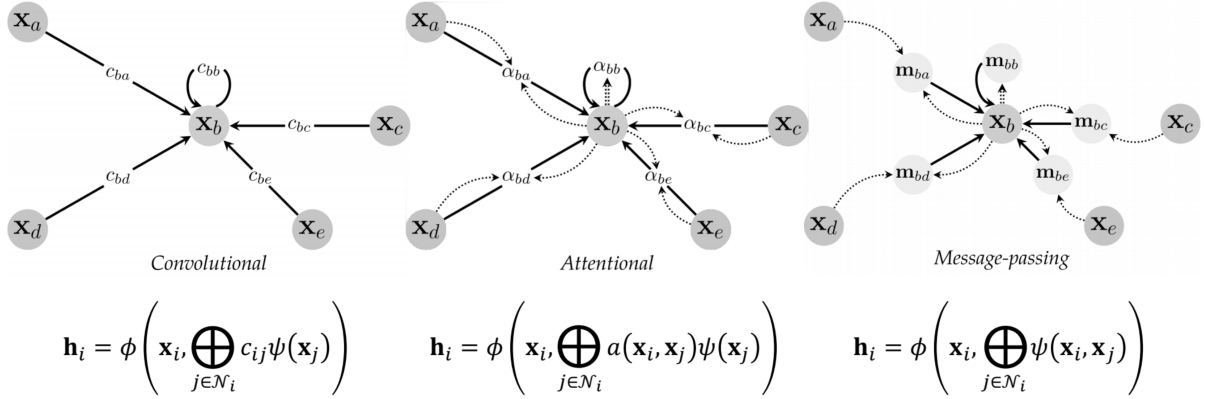 x_a
c_ba
c_bb
x_b
c_bc
x_c
c_bd
c_be
x_d
x_e
Convolutional
x_a
α_ba
α_bb
x_b
α_bc
x_c
α_bd
α_be
x_d
x_e
Attentional
x_a
m_ba
m_bb
x_b
m_bc
x_c
m_bd
m_be
x_d
x_e
Message-passing
h_i = ϕ(x_i, ⨁_{j∈𝒩_i} c_ij ψ(x_j))
h_i = ϕ(x_i, ⨁_{j∈𝒩_i} a(x_i, x_j)ψ(x_j))
h_i = ϕ(x_i, ⨁_{j∈𝒩_i} ψ(x_i, x_j))